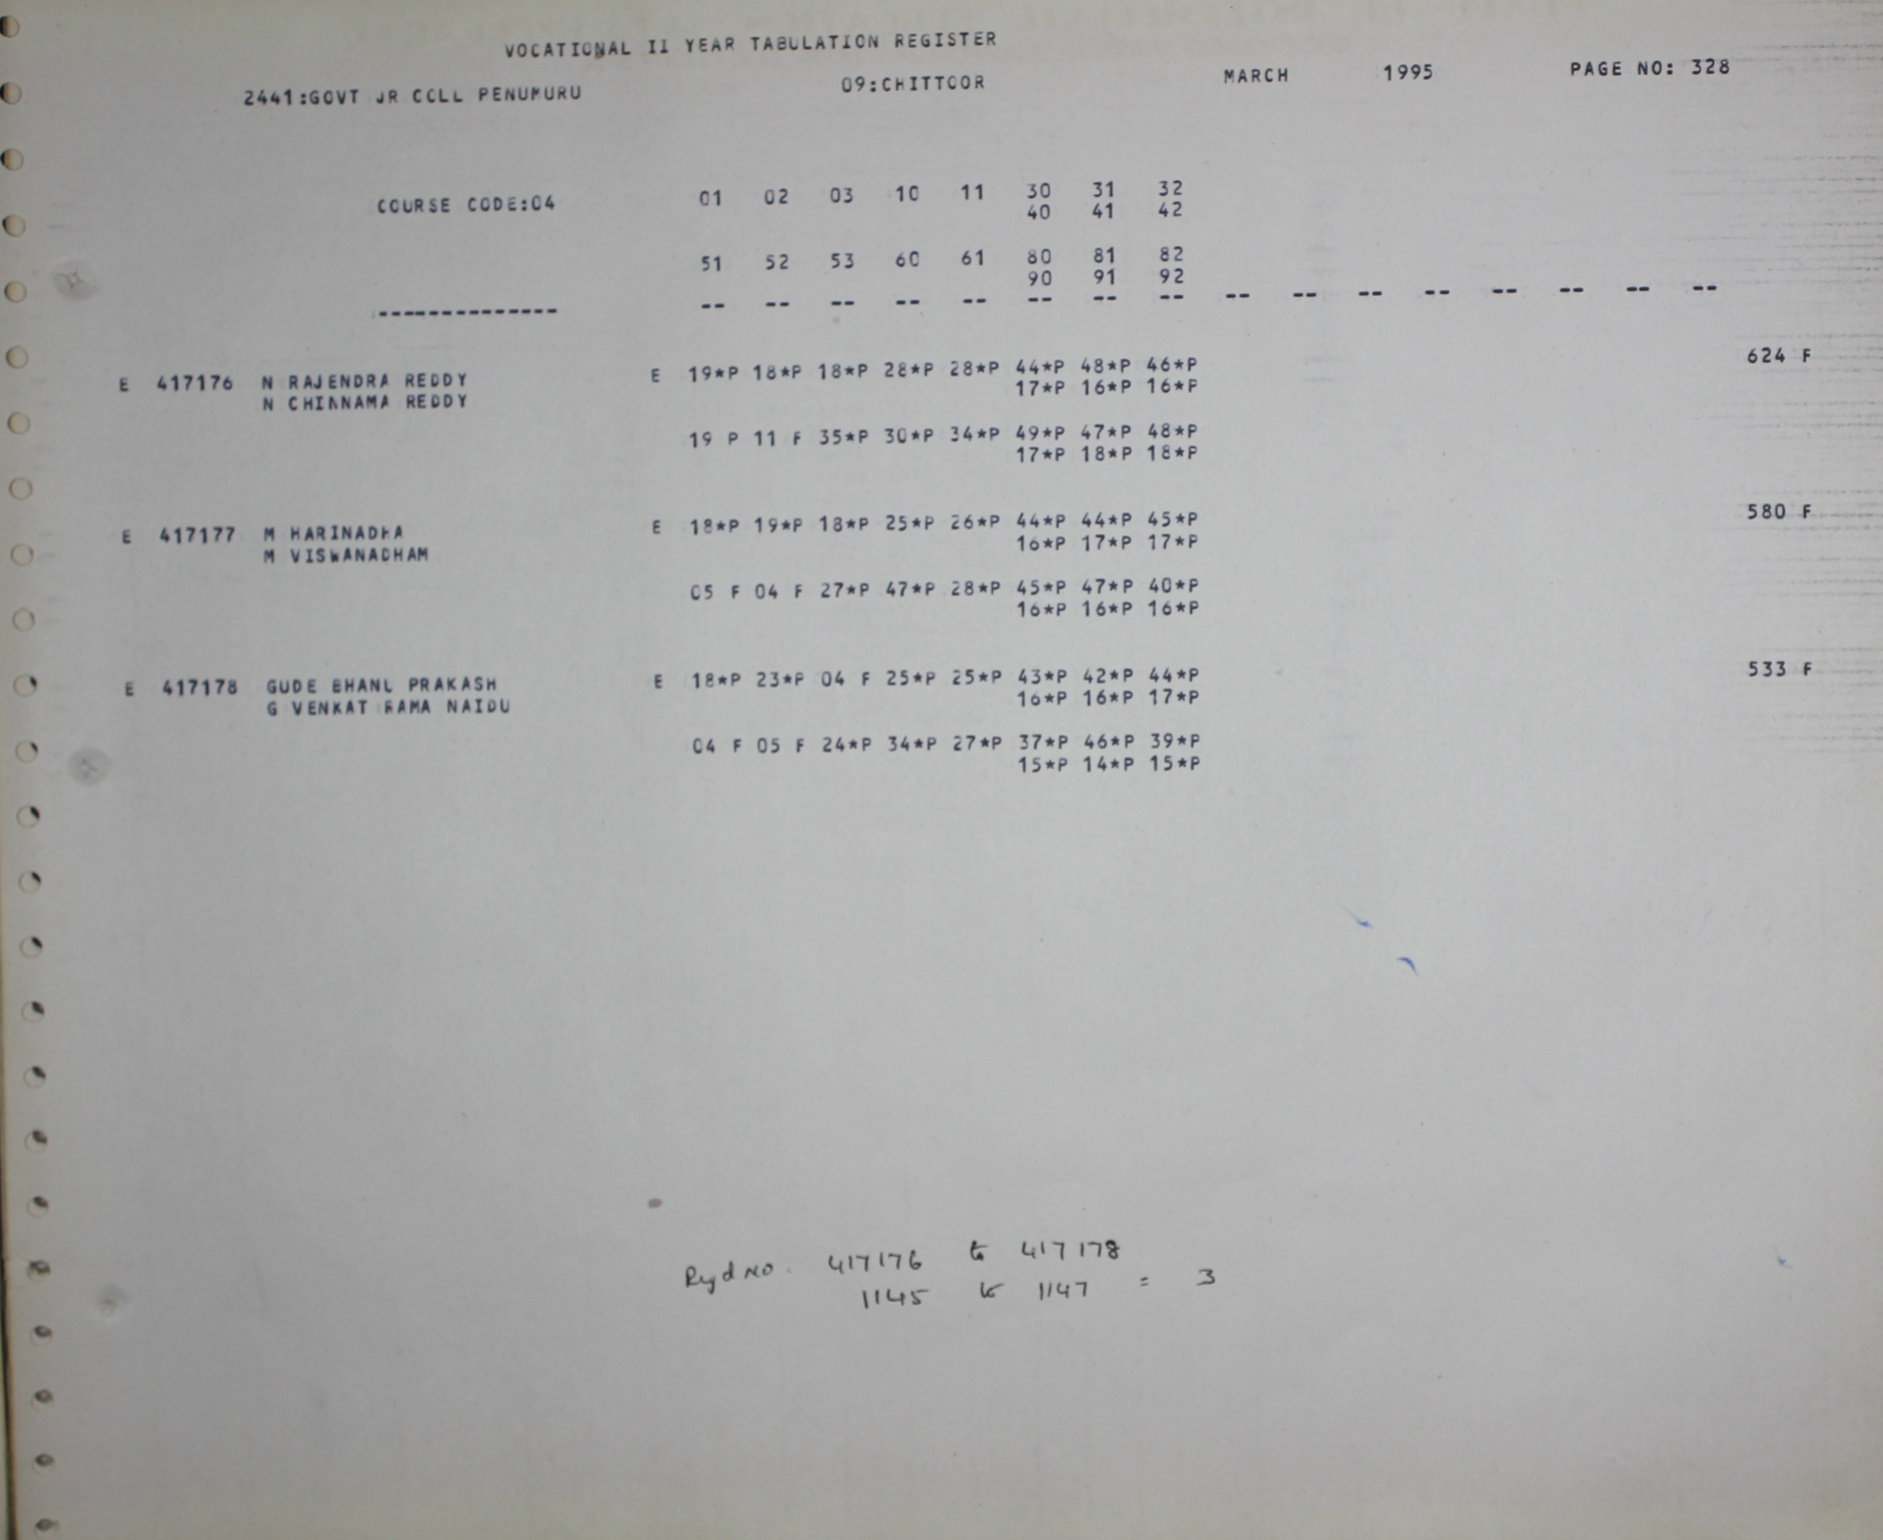 VOCATIONAL II YEAR TABULATION REGISTER
2441:GOVT JR COLL PENUMURU 09:CHITTOOR MARCH 1995 PAGE NO: 328
COURSE CODE:04 01 02 03 10 11 30 31 32
40 41 42
51 52 53 60 61 80 81 82
90 91 92
-------------- -- -- -- -- -- -- -- -- -- -- -- -- -- -- -- --
E 417176 N RAJENDRA REDDY E 19*P 18*P 18*P 28*P 28*P 44*P 48*P 46*P 624 F
N CHINNAMA REDDY 17*P 16*P 16*P
19 P 11 F 35*P 30*P 34*P 49*P 47*P 48*P
17*P 18*P 18*P
E 417177 M HARINADHA E 18*P 19*P 18*P 25*P 26*P 44*P 44*P 45*P 580 F
M VISWANADHAM 16*P 17*P 17*P
05 F 04 F 27*P 47*P 28*P 45*P 47*P 40*P
16*P 16*P 16*P
E 417178 GUDE BHANU PRAKASH E 18*P 23*P 04 F 25*P 25*P 43*P 42*P 44*P 533 F
G VENKAT RAMA NAIDU 16*P 16*P 17*P
04 F 05 F 24*P 34*P 27*P 37*P 46*P 39*P
15*P 14*P 15*P
Regd No. 417176 to 417178
1145 to 1147 = 3